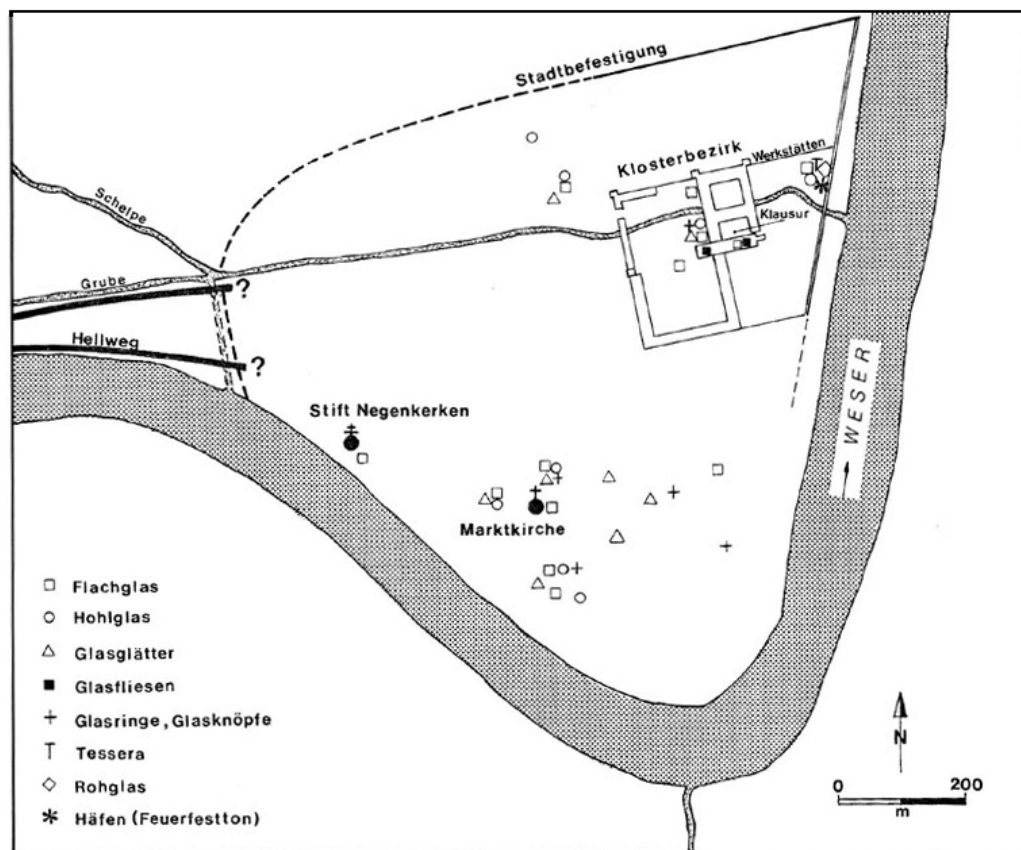 Stadtbefestigung
Klosterbezirk
Werkstätten
Schelpe
Klausur
Grube
?
Hellweg
?
WESER
Stift Negenkerken
Marktkirche
Flachglas
Hohlglas
Glasglätter
Glasfliesen
Glasringe, Glasknöpfe
Tessera
Rohglas
Häfen (Feuerfestton)
N
0 200
m